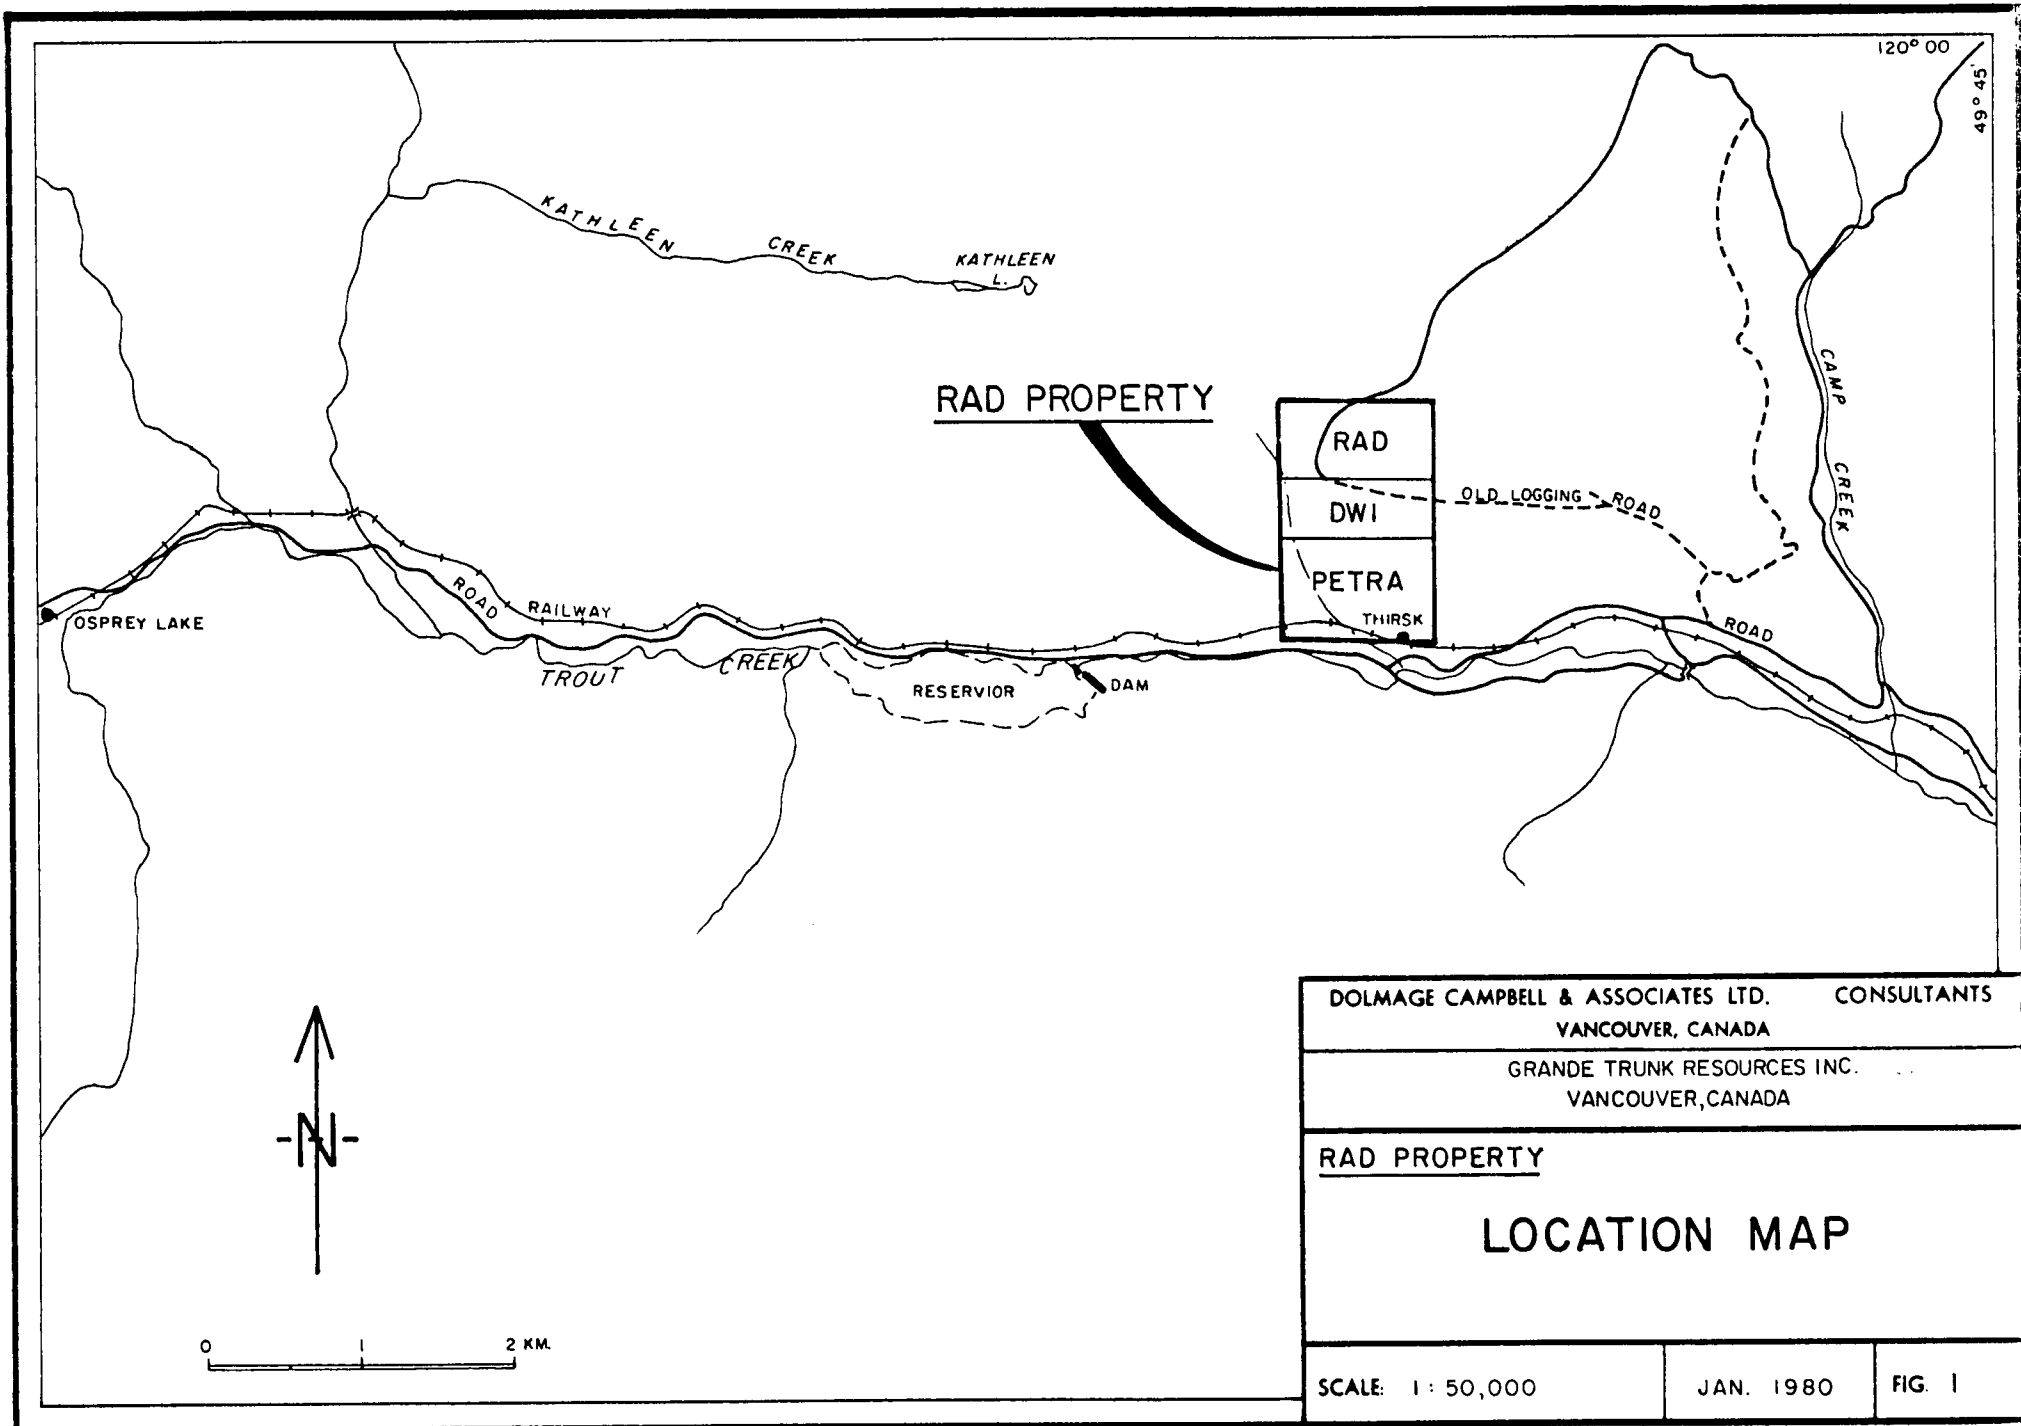 120° 00
49° 45'
KATHLEEN CREEK
KATHLEEN
L.
CAMP CREEK
RAD PROPERTY
RAD
DWI
PETRA
THIRSK
OLD LOGGING ROAD
OSPREY LAKE
ROAD
RAILWAY
TROUT CREEK
RESERVIOR
DAM
ROAD
N
0 1 2 KM.
DOLMAGE CAMPBELL & ASSOCIATES LTD. CONSULTANTS
VANCOUVER, CANADA
GRANDE TRUNK RESOURCES INC.
VANCOUVER, CANADA
RAD PROPERTY
LOCATION MAP
SCALE: 1 : 50,000
JAN. 1980
FIG. 1